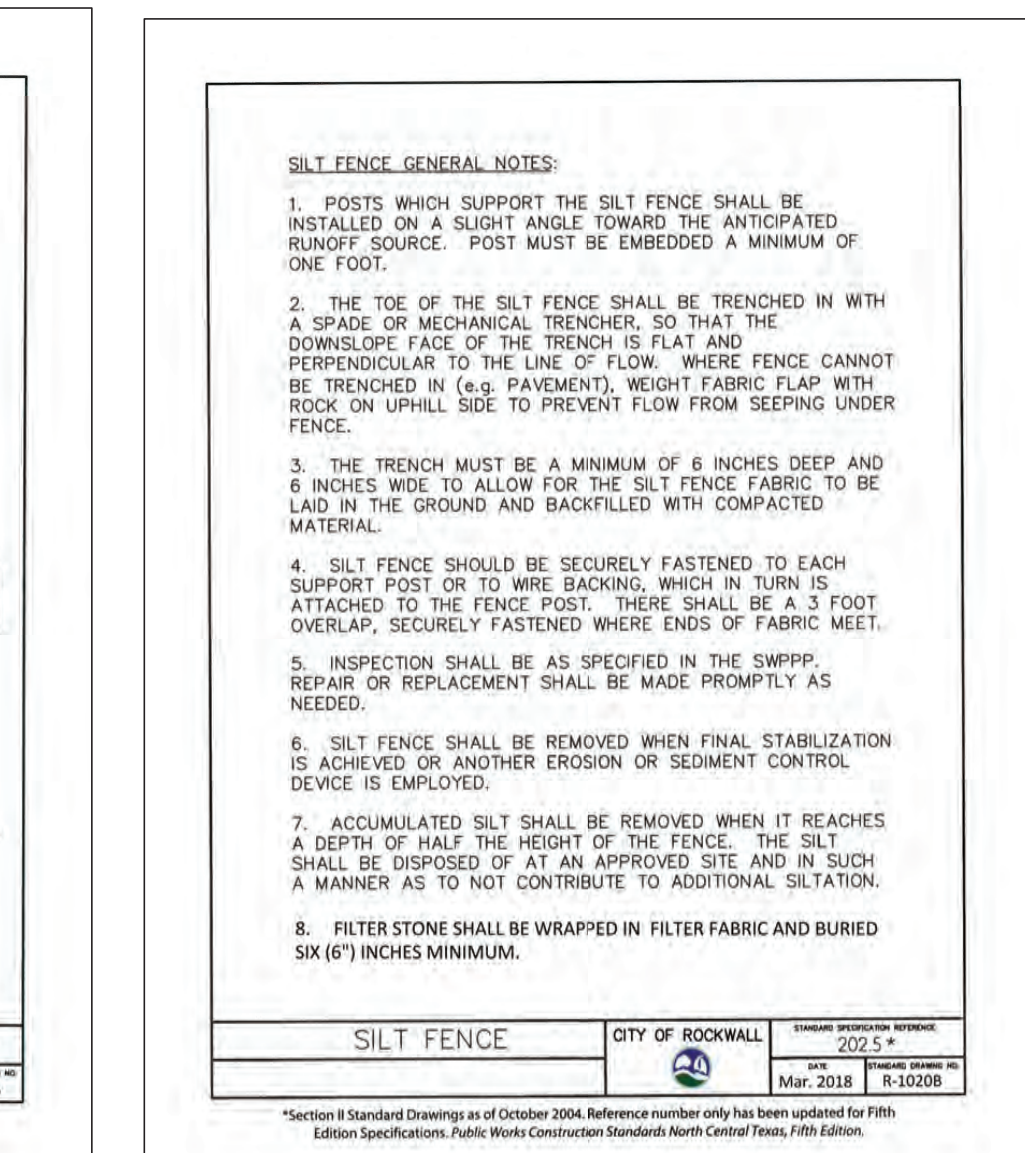 SILT FENCE GENERAL NOTES:
1. POSTS WHICH SUPPORT THE SILT FENCE SHALL BE
INSTALLED ON A SLIGHT ANGLE TOWARD THE ANTICIPATED
RUNOFF SOURCE. POST MUST BE EMBEDDED A MINIMUM OF
ONE FOOT.
2. THE TOE OF THE SILT FENCE SHALL BE TRENCHED IN WITH
A SPADE OR MECHANICAL TRENCHER, SO THAT THE
DOWNSLOPE FACE OF THE TRENCH IS FLAT AND
PERPENDICULAR TO THE LINE OF FLOW. WHERE FENCE CANNOT
BE TRENCHED IN (e.g. PAVEMENT), WEIGHT FABRIC FLAP WITH
ROCK ON UPHILL SIDE TO PREVENT FLOW FROM SEEPING UNDER
FENCE.
3. THE TRENCH MUST BE A MINIMUM OF 6 INCHES DEEP AND
6 INCHES WIDE TO ALLOW FOR THE SILT FENCE FABRIC TO BE
LAID IN THE GROUND AND BACKFILLED WITH COMPACTED
MATERIAL.
4. SILT FENCE SHOULD BE SECURELY FASTENED TO EACH
SUPPORT POST OR TO WIRE BACKING, WHICH IN TURN IS
ATTACHED TO THE FENCE POST. THERE SHALL BE A 3 FOOT
OVERLAP, SECURELY FASTENED WHERE ENDS OF FABRIC MEET.
5. INSPECTION SHALL BE AS SPECIFIED IN THE SWPPP.
REPAIR OR REPLACEMENT SHALL BE MADE PROMPTLY AS
NEEDED.
6. SILT FENCE SHALL BE REMOVED WHEN FINAL STABILIZATION
IS ACHIEVED OR ANOTHER EROSION OR SEDIMENT CONTROL
DEVICE IS EMPLOYED.
7. ACCUMULATED SILT SHALL BE REMOVED WHEN IT REACHES
A DEPTH OF HALF THE HEIGHT OF THE FENCE. THE SILT
SHALL BE DISPOSED OF AT AN APPROVED SITE AND IN SUCH
A MANNER AS TO NOT CONTRIBUTE TO ADDITIONAL SILTATION.
8. FILTER STONE SHALL BE WRAPPED IN FILTER FABRIC AND BURIED
SIX (6") INCHES MINIMUM.
SILT FENCE
CITY OF ROCKWALL
STANDARD SPECIFICATION REFERENCE
202.5 *
DATE
Mar. 2018
STANDARD DRAWING NO.
R-1020B
NO.
*Section II Standard Drawings as of October 2004. Reference number only has been updated for Fifth
Edition Specifications. Public Works Construction Standards North Central Texas, Fifth Edition.